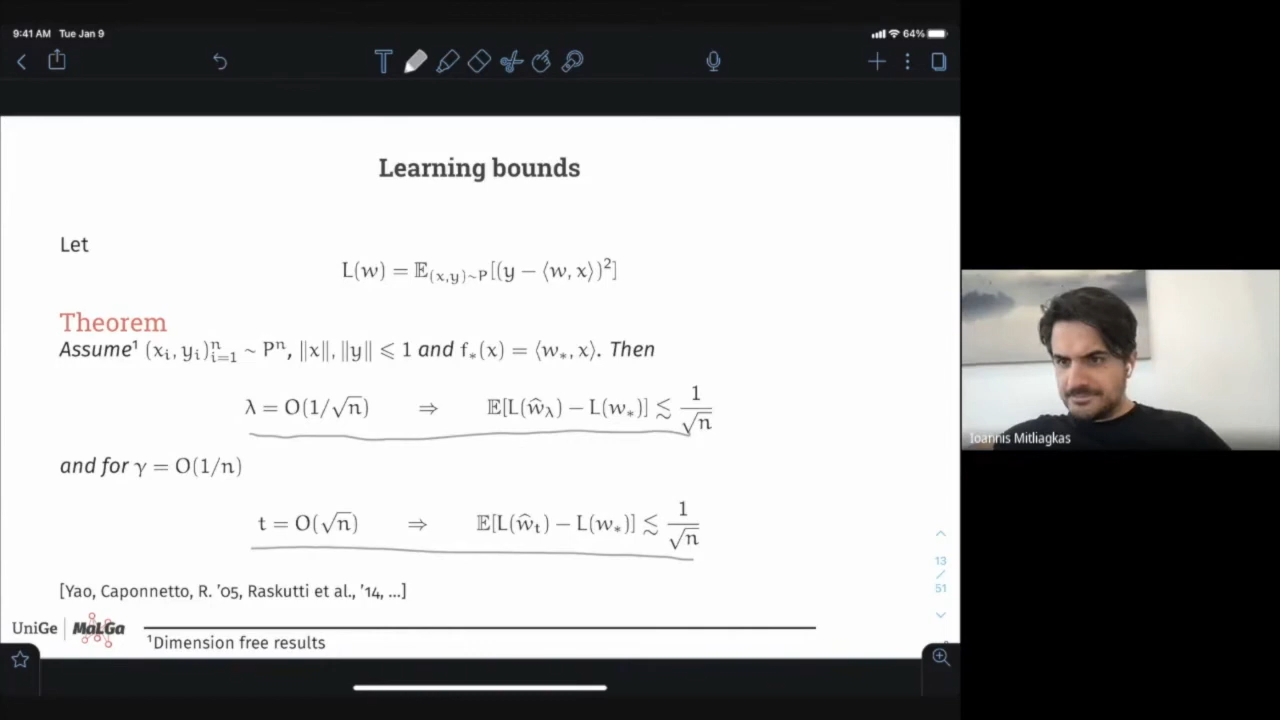 9:41 AM Tue Jan 9
64%
T
Learning bounds
Let
L(w) = 𝔼₍ₓ,ᵧ₎∼P[(y − ⟨w, x⟩)²]
Theorem
Assume¹ (xᵢ, yᵢ)ⁿᵢ₌₁ ∼ Pⁿ, ‖x‖, ‖y‖ ⩽ 1 and f⁎(x) = ⟨w⁎, x⟩. Then
λ = O(1/√n) ⇒ 𝔼[L(ŵ_λ) − L(w⁎)] ≲ 1/√n
and for γ = O(1/n)
t = O(√n) ⇒ 𝔼[L(ŵₜ) − L(w⁎)] ≲ 1/√n
[Yao, Caponnetto, R. ’05, Raskutti et al., ’14, ...]
UniGe | MaLGa
¹Dimension free results
13
/
51
Ioannis Mitliagkas